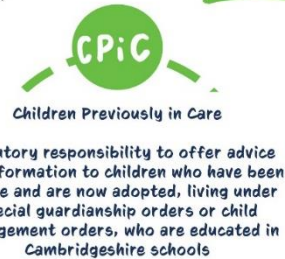 CPiC
Children Previously in Care
responsibility to offer advice
to children who have been
and are now adopted, living under
guardianship orders or child
orders, who are educated in
Cambridgeshire schools